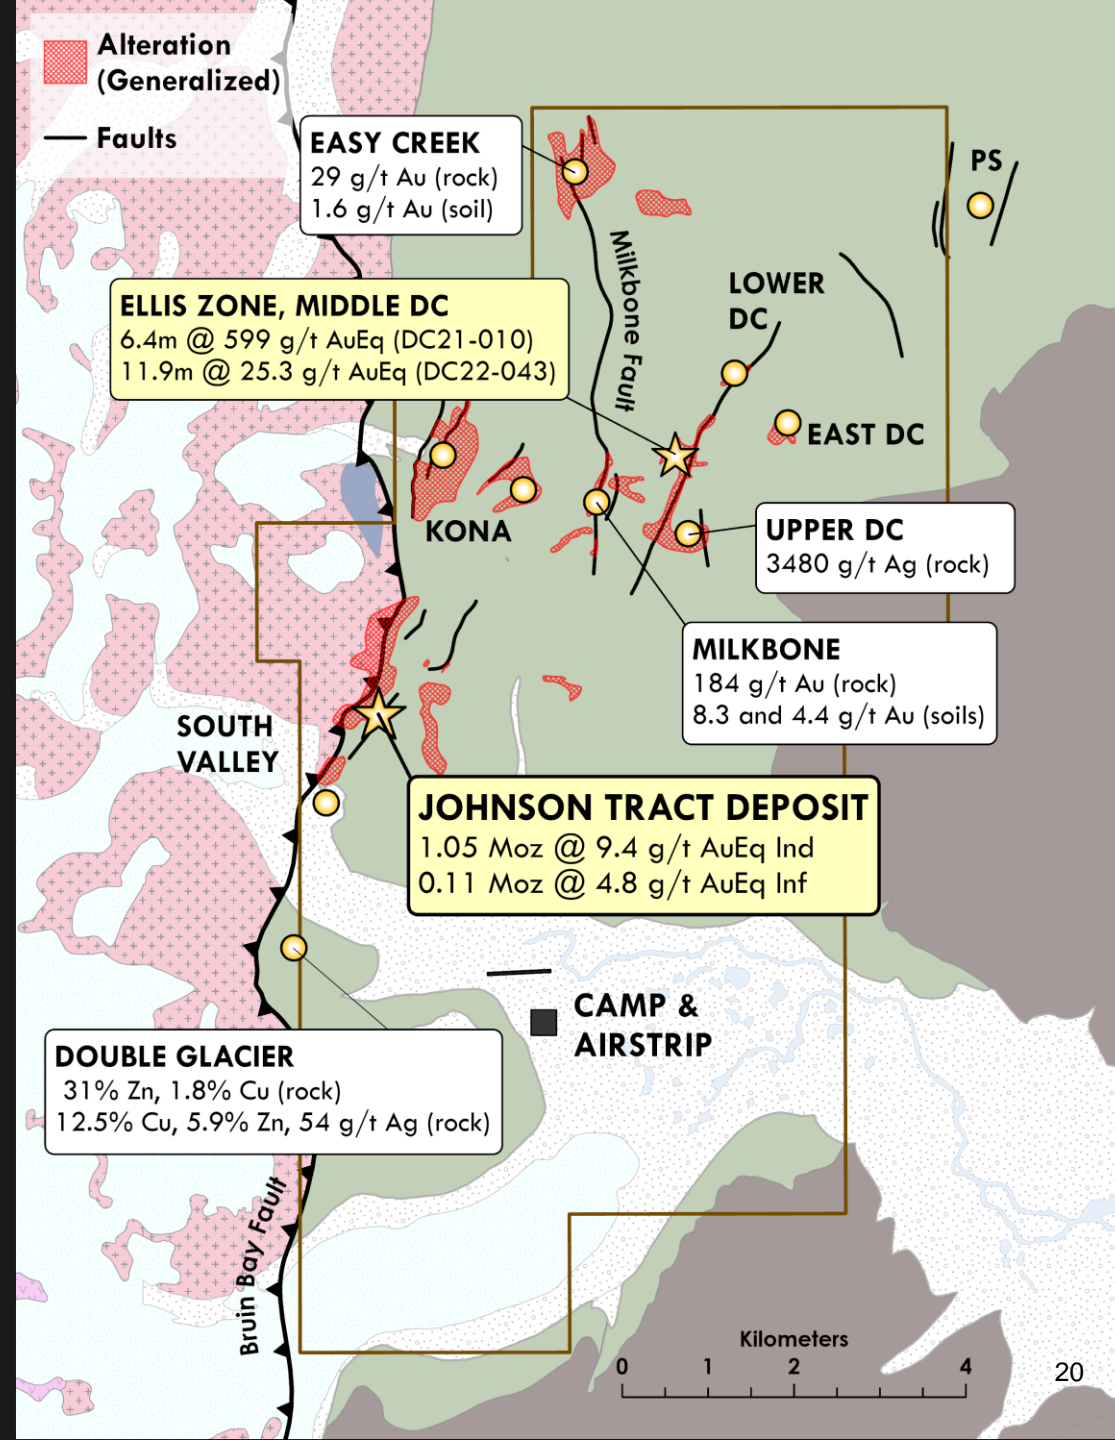 Alteration
(Generalized)
Faults
EASY CREEK
29 g/t Au (rock)
1.6 g/t Au (soil)
PS
Milkbone Fault
LOWER
DC
ELLIS ZONE, MIDDLE DC
6.4m @ 599 g/t AuEq (DC21-010)
11.9m @ 25.3 g/t AuEq (DC22-043)
EAST DC
KONA
UPPER DC
3480 g/t Ag (rock)
MILKBONE
184 g/t Au (rock)
8.3 and 4.4 g/t Au (soils)
SOUTH
VALLEY
JOHNSON TRACT DEPOSIT
1.05 Moz @ 9.4 g/t AuEq Ind
0.11 Moz @ 4.8 g/t AuEq Inf
CAMP &
AIRSTRIP
DOUBLE GLACIER
31% Zn, 1.8% Cu (rock)
12.5% Cu, 5.9% Zn, 54 g/t Ag (rock)
Bruin Bay Fault
Kilometers
0 1 2 4
20